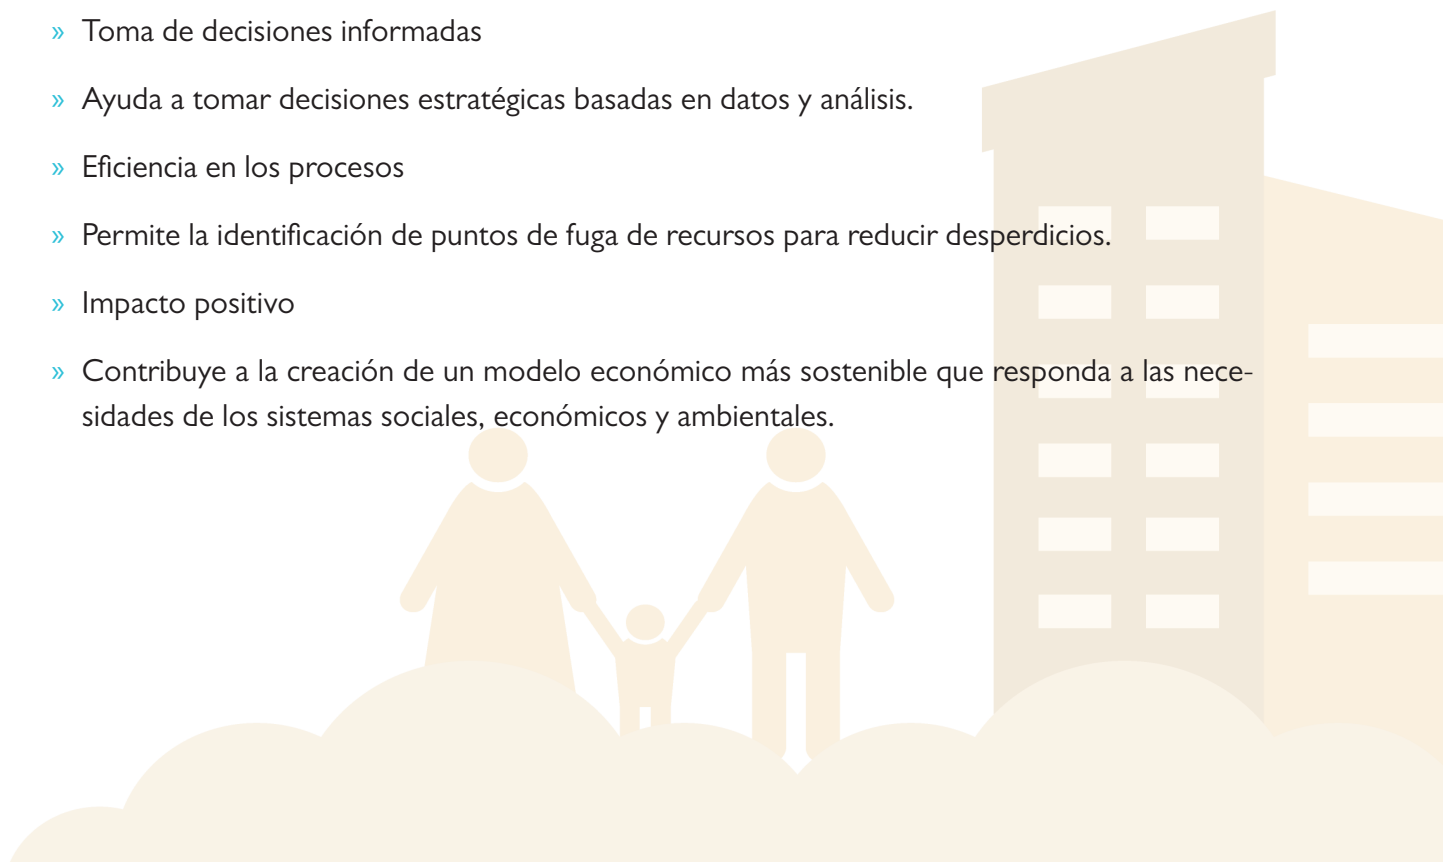 » Toma de decisiones informadas
» Ayuda a tomar decisiones estratégicas basadas en datos y análisis.
» Eficiencia en los procesos
» Permite la identificación de puntos de fuga de recursos para reducir desperdicios.
» Impacto positivo
» Contribuye a la creación de un modelo económico más sostenible que responda a las nece-
sidades de los sistemas sociales, económicos y ambientales.